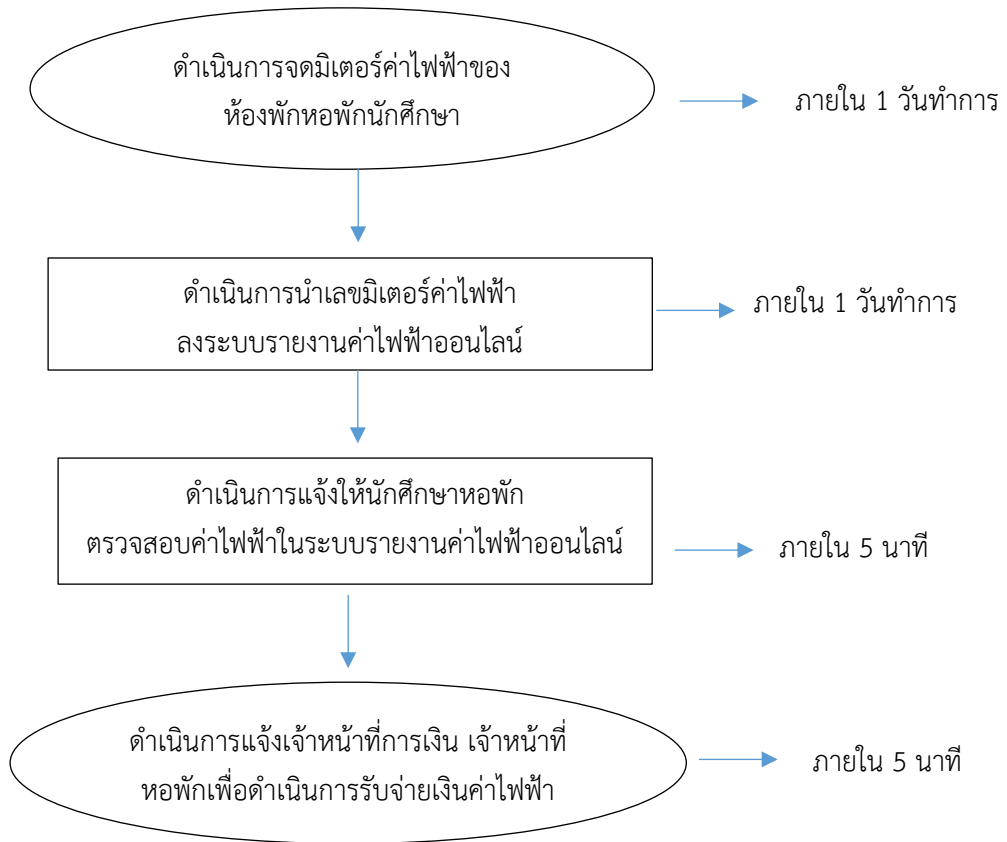 ดำเนินการจดมิเตอร์ค่าไฟฟ้าของ
ห้องพักหอพักนักศึกษา
ภายใน 1 วันทำการ
ดำเนินการนำเลขมิเตอร์ค่าไฟฟ้า
ลงระบบรายงานค่าไฟฟ้าออนไลน์
ภายใน 1 วันทำการ
ดำเนินการแจ้งให้นักศึกษาหอพัก
ตรวจสอบค่าไฟฟ้าในระบบรายงานค่าไฟฟ้าออนไลน์
ภายใน 5 นาที
ดำเนินการแจ้งเจ้าหน้าที่การเงิน เจ้าหน้าที่
หอพักเพื่อดำเนินการรับจ่ายเงินค่าไฟฟ้า
ภายใน 5 นาที